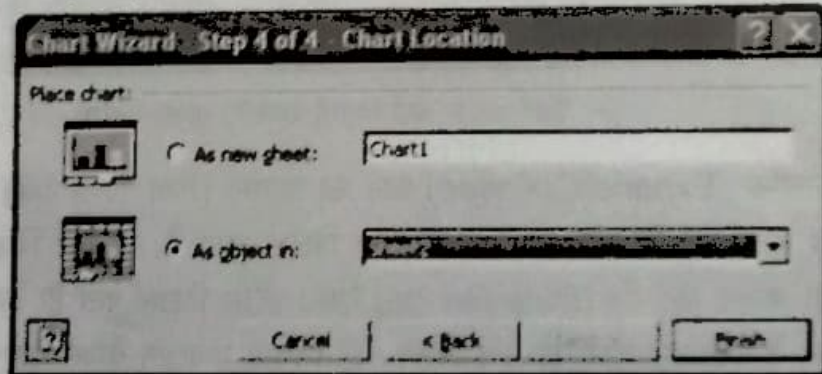 Chart Wizard - Step 4 of 4 - Chart Location
Place chart:
As new sheet: Chart1
As object in:
Cancel < Back Finish